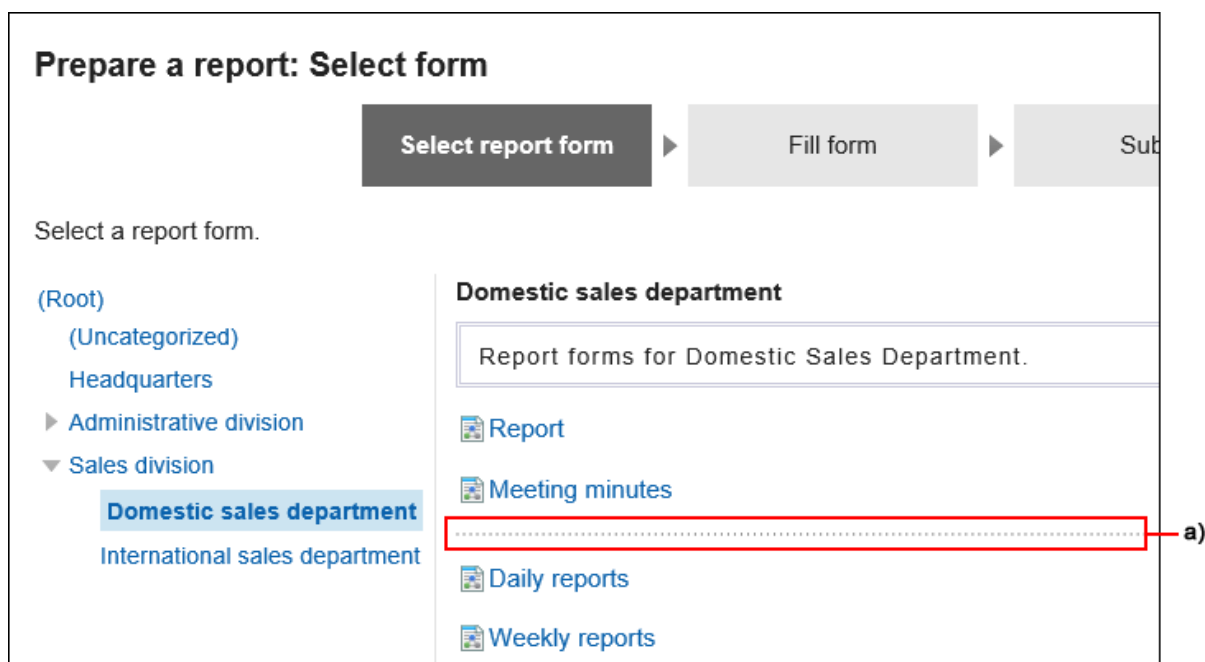 Prepare a report: Select form
Select report form
Fill form
Sub
Select a report form.
(Root)
(Uncategorized)
Headquarters
Administrative division
Sales division
Domestic sales department
International sales department
Domestic sales department
Report forms for Domestic Sales Department.
Report
Meeting minutes
a)
Daily reports
Weekly reports